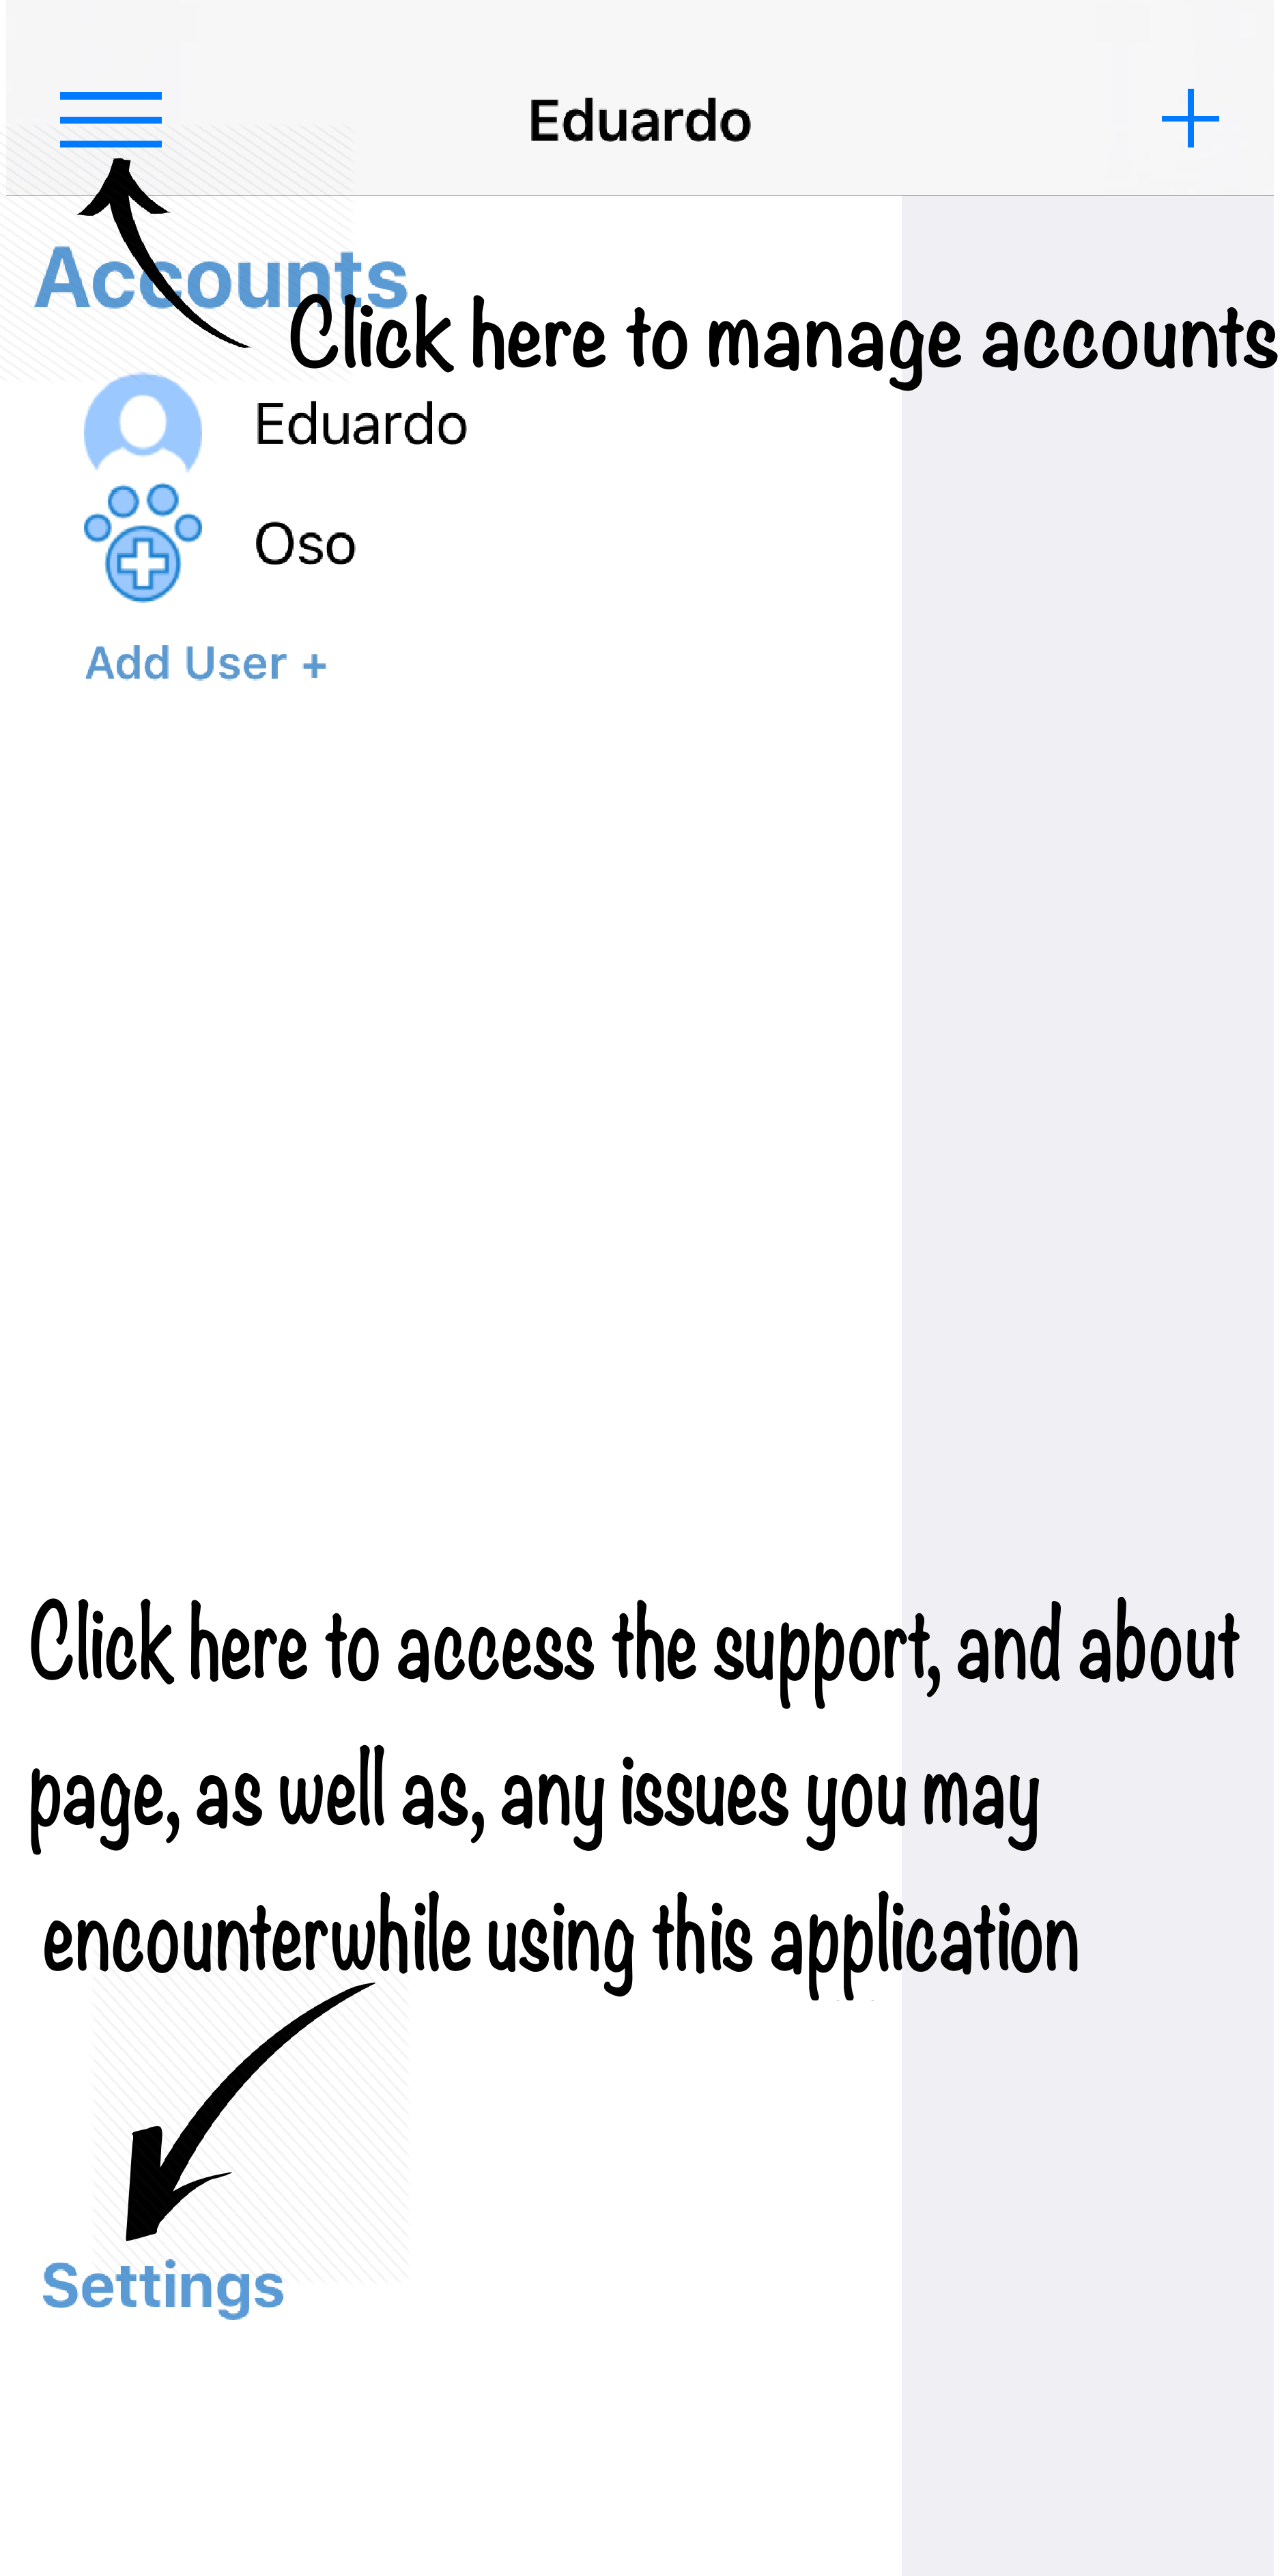 Eduardo
Accounts
Click here to manage accounts
Eduardo
Oso
Add User +
Click here to access the support, and about
page, as well as, any issues you may
encounterwhile using this application
Settings